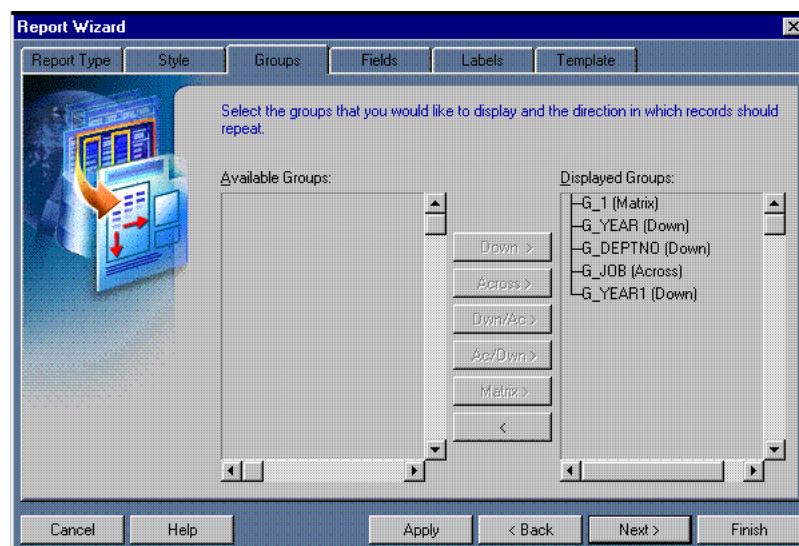 Report Wizard
Report Type Style Groups Fields Labels Template
Select the groups that you would like to display and the direction in which records should
repeat.
Available Groups: Displayed Groups:
G_1 (Matrix)
G_YEAR (Down)
G_DEPTNO (Down)
G_JOB (Across)
G_YEAR1 (Down)
Down >
Across >
Dwn/Ac >
Ac/Dwn >
Matrix >
<
Cancel Help Apply < Back Next > Finish